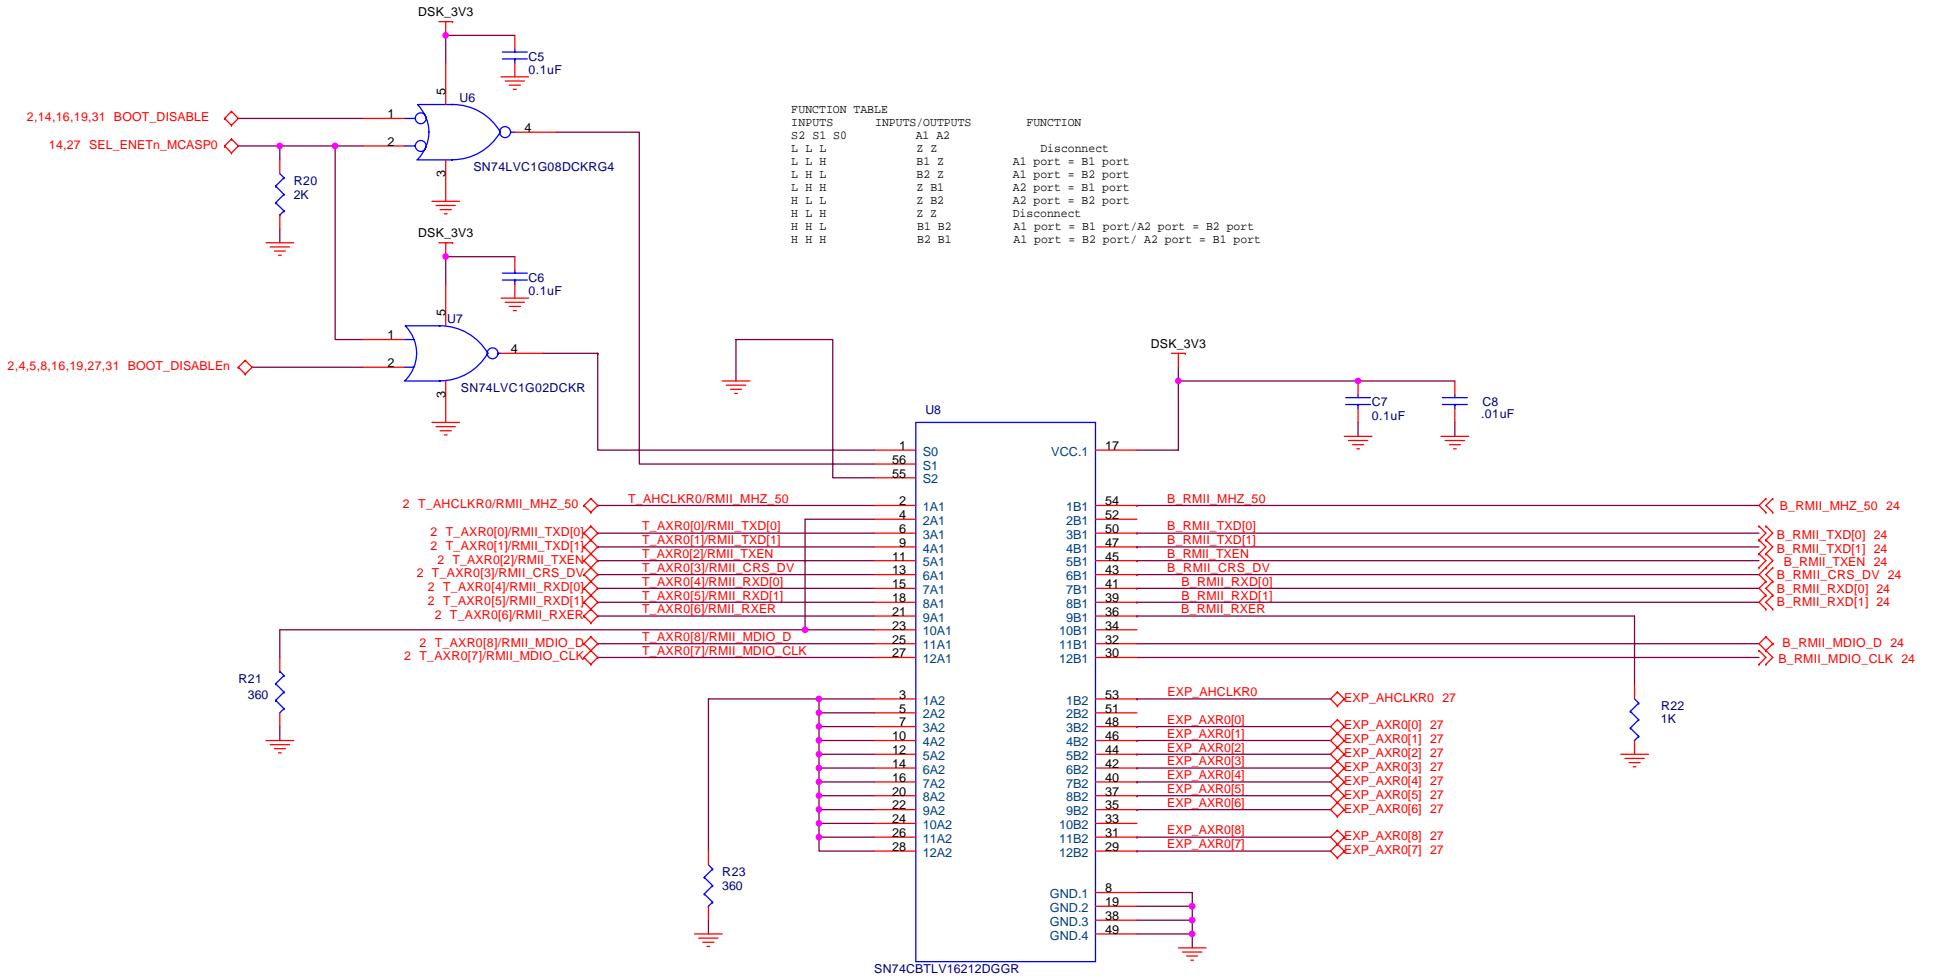 DSK_3V3
C5
0.1uF
5
U6
2,14,16,19,31 BOOT_DISABLE
1
4
14,27 SEL_ENETn_MCASP0
2
SN74LVC1G08DCKRG4
3
R20
2K
FUNCTION TABLE
INPUTS INPUTS/OUTPUTS FUNCTION
S2 S1 S0 A1 A2
L L L Z Z Disconnect
L L H B1 Z A1 port = B1 port
L H L B2 Z A1 port = B2 port
L H H Z B1 A2 port = B1 port
H L L Z B2 A2 port = B2 port
H L H Z Z Disconnect
H H L B1 B2 A1 port = B1 port/A2 port = B2 port
H H H B2 B1 A1 port = B2 port/ A2 port = B1 port
DSK_3V3
C6
0.1uF
5
U7
1
4
2,4,5,8,16,19,27,31 BOOT_DISABLEn
2
SN74LVC1G02DCKR
3
DSK_3V3
C7
0.1uF
C8
.01uF
U8
1 S0 VCC.1 17
56 S1
55 S2
2 T_AHCLKR0/RMII_MHZ_50 T_AHCLKR0/RMII_MHZ_50 2 1A1 1B1 54 B_RMII_MHZ_50 B_RMII_MHZ_50 24
4 2A1 2B1 52
2 T_AXR0[0]/RMII_TXD[0] T_AXR0[0]/RMII_TXD[0] 6 3A1 3B1 50 B_RMII_TXD[0] B_RMII_TXD[0] 24
2 T_AXR0[1]/RMII_TXD[1] T_AXR0[1]/RMII_TXD[1] 9 4A1 4B1 47 B_RMII_TXD[1] B_RMII_TXD[1] 24
2 T_AXR0[2]/RMII_TXEN T_AXR0[2]/RMII_TXEN 11 5A1 5B1 45 B_RMII_TXEN B_RMII_TXEN 24
2 T_AXR0[3]/RMII_CRS_DV T_AXR0[3]/RMII_CRS_DV 13 6A1 6B1 43 B_RMII_CRS_DV B_RMII_CRS_DV 24
2 T_AXR0[4]/RMII_RXD[0] T_AXR0[4]/RMII_RXD[0] 15 7A1 7B1 41 B_RMII_RXD[0] B_RMII_RXD[0] 24
2 T_AXR0[5]/RMII_RXD[1] T_AXR0[5]/RMII_RXD[1] 18 8A1 8B1 39 B_RMII_RXD[1] B_RMII_RXD[1] 24
2 T_AXR0[6]/RMII_RXER T_AXR0[6]/RMII_RXER 21 9A1 9B1 36 B_RMII_RXER
23 10A1 10B1 34
2 T_AXR0[8]/RMII_MDIO_D T_AXR0[8]/RMII_MDIO_D 25 11A1 11B1 32 B_RMII_MDIO_D 24
2 T_AXR0[7]/RMII_MDIO_CLK T_AXR0[7]/RMII_MDIO_CLK 27 12A1 12B1 30 B_RMII_MDIO_CLK 24
R21
360
3 1A2 1B2 53 EXP_AHCLKR0 EXP_AHCLKR0 27
5 2A2 2B2 51
7 3A2 3B2 48 EXP_AXR0[0] EXP_AXR0[0] 27
10 4A2 4B2 46 EXP_AXR0[1] EXP_AXR0[1] 27
12 5A2 5B2 44 EXP_AXR0[2] EXP_AXR0[2] 27
14 6A2 6B2 42 EXP_AXR0[3] EXP_AXR0[3] 27
16 7A2 7B2 40 EXP_AXR0[4] EXP_AXR0[4] 27
20 8A2 8B2 37 EXP_AXR0[5] EXP_AXR0[5] 27
22 9A2 9B2 35 EXP_AXR0[6] EXP_AXR0[6] 27
24 10A2 10B2 33
26 11A2 11B2 31 EXP_AXR0[8] EXP_AXR0[8] 27
28 12A2 12B2 29 EXP_AXR0[7] EXP_AXR0[7] 27
R22
1K
R23
360
GND.1 8
GND.2 19
GND.3 38
GND.4 49
SN74CBTLV16212DGGR